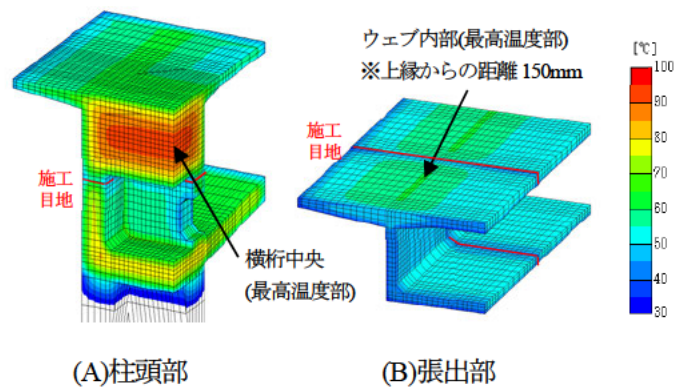 ウェブ内部(最高温度部)
※上縁からの距離 150mm
施工
目地
施工
目地
横桁中央
(最高温度部)
[℃]
100
90
80
70
60
50
40
30
(A)柱頭部
(B)張出部